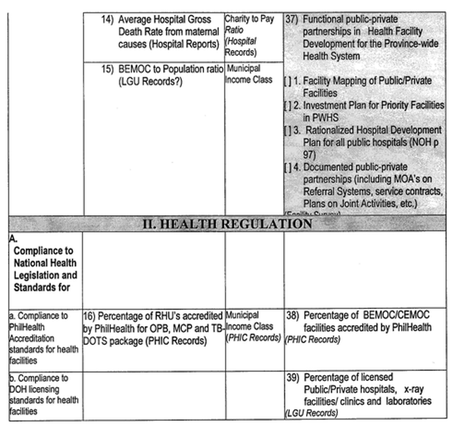 14) Average Hospital Gross
Death Rate from maternal
causes (Hospital Reports)
15) BEMOC to Population ratio
(LGU Records?)
Charity to Pay
Ratio
(Hospital
Records)
Municipal
Income Class
37) Functional public-private
partnerships in Health Facility
Development for the Province-wide
Health System
[ ] 1. Facility Mapping of Public/Private
Facilities
[ ] 2. Investment Plan for Priority Facilities
in PWHS
[ ] 3. Rationalized Hospital Development
Plan for all public hospitals (NOH p
97)
[ ] 4. Documented public-private
partnerships (including MOA's on
Referral Systems, service contracts,
Plans on Joint Activities, etc.)
(Facility Survey)
II. HEALTH REGULATION
A.
Compliance to
National Health
Legislation and
Standards for
a. Compliance to
PhilHealth
Accreditation
standards for health
facilities
16) Percentage of RHU's accredited
by PhilHealth for OPB, MCP and TB-
DOTS package (PHIC Records)
Municipal
Income Class
(PHIC Records)
38) Percentage of BEMOC/CEMOC
facilities accredited by PhilHealth
(PHIC Records)
b. Compliance to
DOH licensing
standards for health
facilities
39) Percentage of licensed
Public/Private hospitals, x-ray
facilities/ clinics and laboratories
(LGU Records)